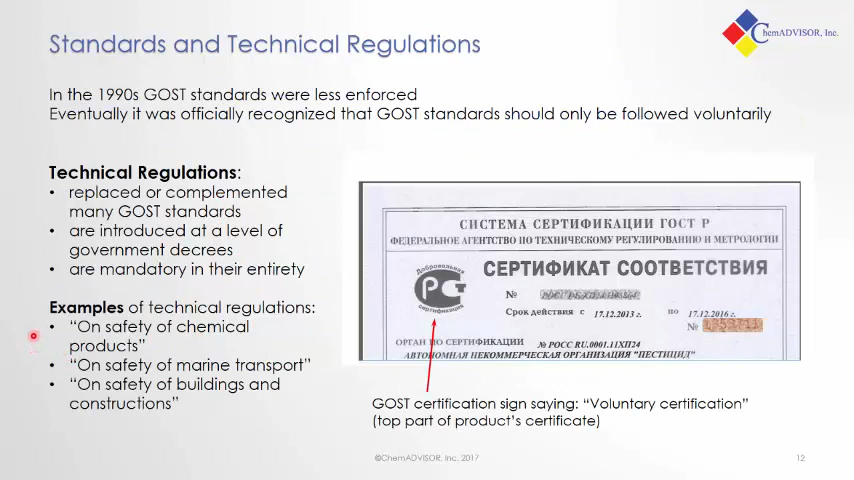 Standards and Technical Regulations
ChemADVISOR, Inc.
In the 1990s GOST standards were less enforced
Eventually it was officially recognized that GOST standards should only be followed voluntarily
Technical Regulations:
• replaced or complemented
many GOST standards
• are introduced at a level of
government decrees
• are mandatory in their entirety
Examples of technical regulations:
• “On safety of chemical
products”
• “On safety of marine transport”
• “On safety of buildings and
constructions”
СИСТЕМА СЕРТИФИКАЦИИ ГОСТ Р
ФЕДЕРАЛЬНОЕ АГЕНТСТВО ПО ТЕХНИЧЕСКОМУ РЕГУЛИРОВАНИЮ И МЕТРОЛОГИИ
Добровольная
РСТ
сертификация
СЕРТИФИКАТ СООТВЕТСТВИЯ
№
Срок действия с 17.12.2013 г. по 17.12.2016 г.
№
ОРГАН ПО СЕРТИФИКАЦИИ № РОСС RU.0001.11ХП24
АВТОНОМНАЯ НЕКОММЕРЧЕСКАЯ ОРГАНИЗАЦИЯ "ПЕСТИЦИД"
GOST certification sign saying: “Voluntary certification”
(top part of product’s certificate)
©ChemADVISOR, Inc. 2017
12